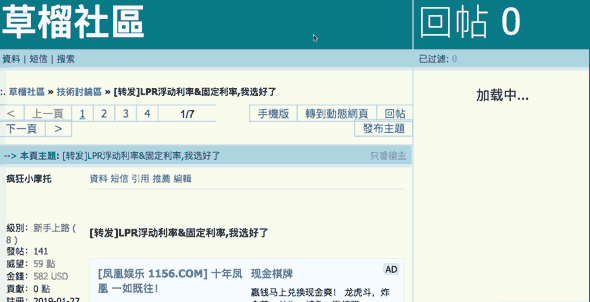 草榴社區
回帖 0
資料 | 短信 | 搜索
已过滤: 0
加载中...
:. 草榴社區 » 技術討論區 » [转发]LPR浮动利率&固定利率,我选好了
< 上一頁 1 2 3 4 1/7 手機版 轉到動態網頁 回帖
下一頁 > 發布主題
--> 本頁主題: [转发]LPR浮动利率&固定利率,我选好了 只看樓主
疯狂小摩托 資料 短信 引用 推薦 編輯
級別: 新手上路 (
8 )
[转发]LPR浮动利率&固定利率,我选好了
發帖: 141
威望: 59 點
金錢: 582 USD
貢獻: 0 點
註冊: 2019-01-27
[凤凰娱乐 1156.COM] 十年凤
凰 一如既往!
现金棋牌 AD
赢钱马上兑换现金爽! 龙虎斗, 炸